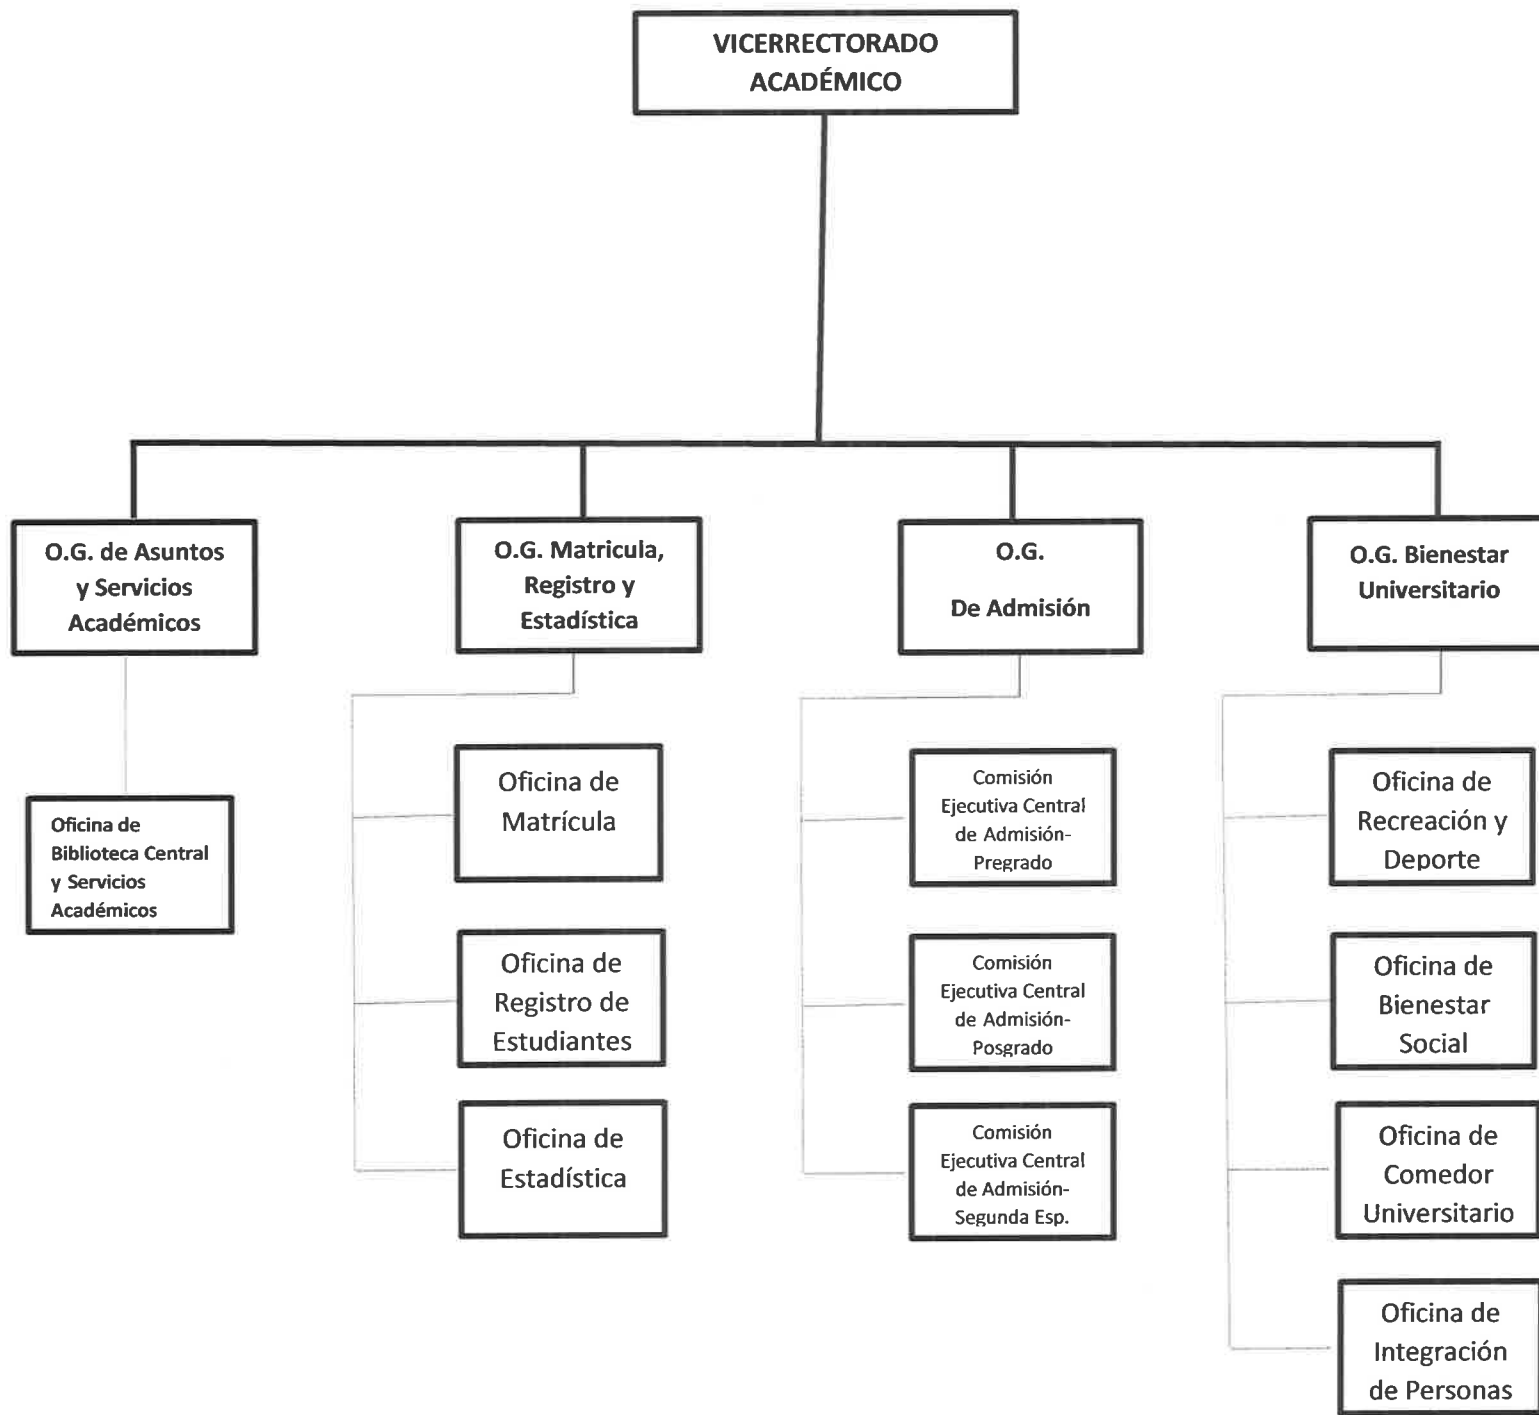 VICERRECTORADO
ACADÉMICO
O.G. de Asuntos
y Servicios
Académicos
O.G. Matricula,
Registro y
Estadística
O.G.
De Admisión
O.G. Bienestar
Universitario
Oficina de
Biblioteca Central
y Servicios
Académicos
Oficina de
Matrícula
Oficina de
Registro de
Estudiantes
Oficina de
Estadística
Comisión
Ejecutiva Central
de Admisión-
Pregrado
Comisión
Ejecutiva Central
de Admisión-
Posgrado
Comisión
Ejecutiva Central
de Admisión-
Segunda Esp.
Oficina de
Recreación y
Deporte
Oficina de
Bienestar
Social
Oficina de
Comedor
Universitario
Oficina de
Integración
de Personas